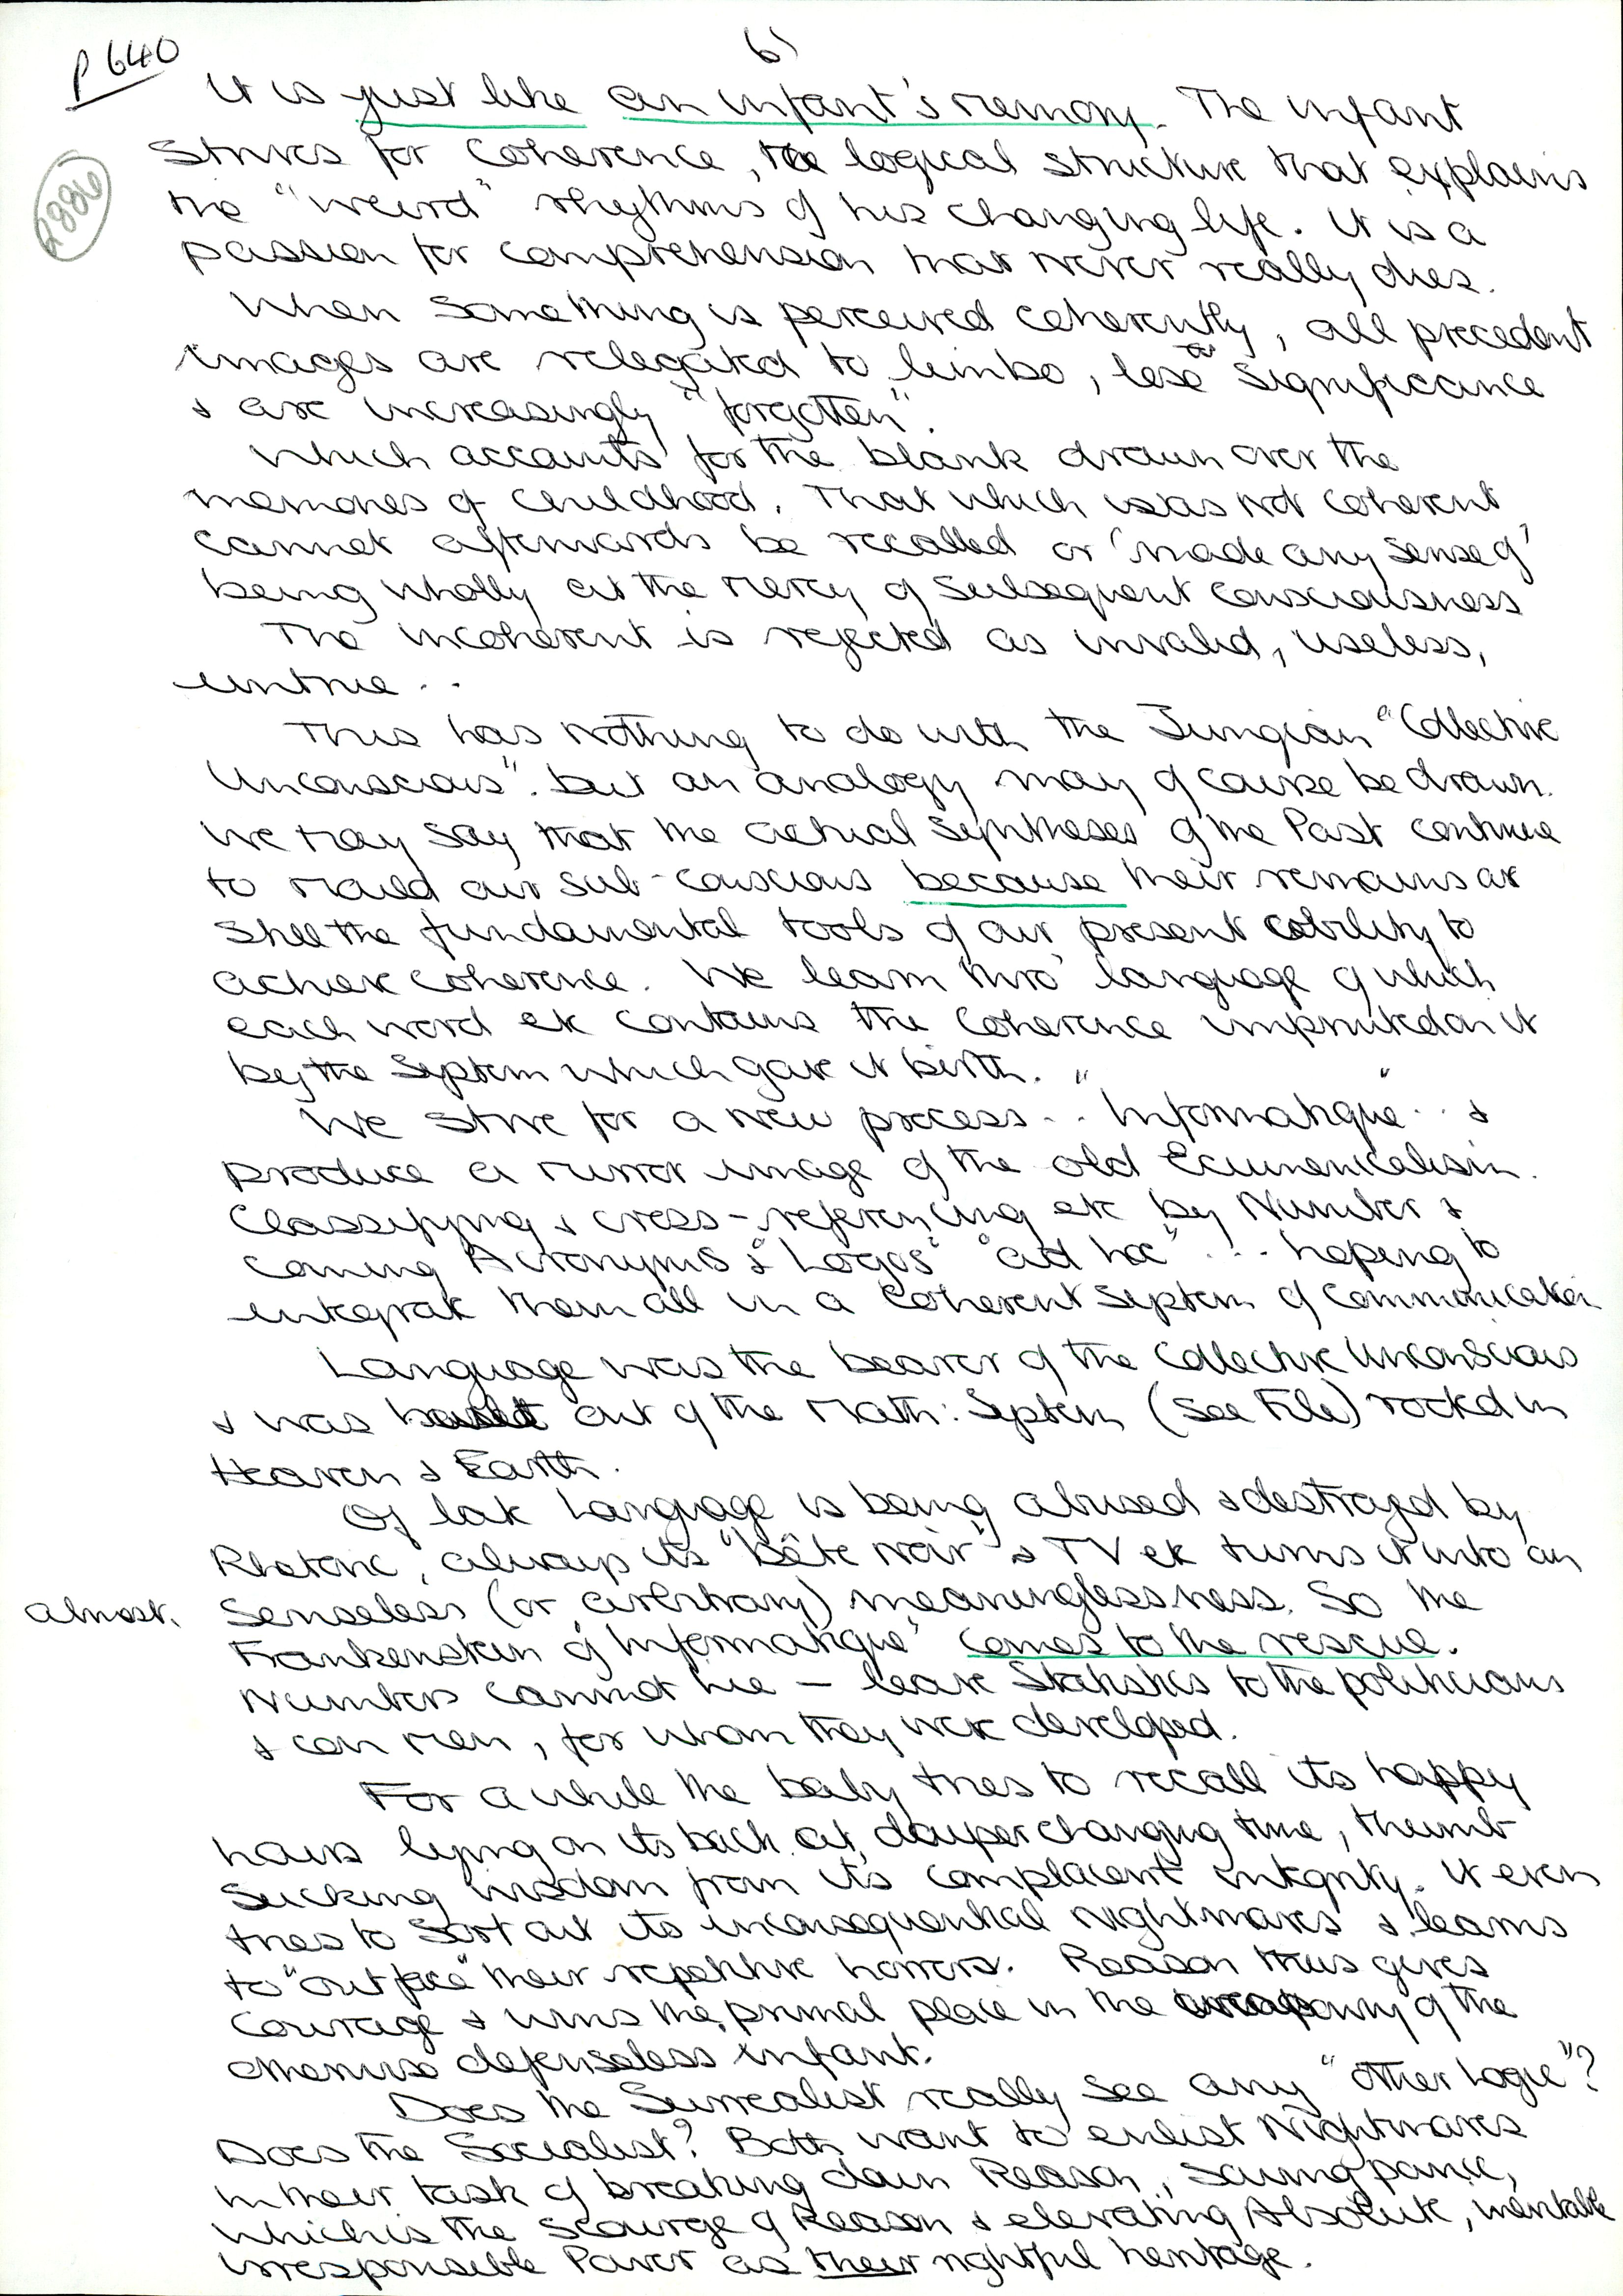 p 640
6)
2886
It is just like an infant's memory. The infant
strives for coherence, the logical structure that explains
the "weird" rhythms of his changing life. It is a
passion for comprehension that never really dies.
When something is perceived coherently, all precedent
images are relegated to limbo, lose all significance
& are increasingly "forgotten".
Which accounts for the blank drawn over the
memories of childhood. That which was not coherent
cannot afterwards be recalled or 'made any sense of'
being wholly at the mercy of subsequent consciousness
The incoherent is rejected as invalid, useless,
untrue..
This has nothing to do with the Jungian "Collective
Unconscious". but an analogy may of course be drawn.
We may say that the actual Syntheses of the Past continue
to mould our sub-conscious because their remains are
still the fundamental tools of our present ability to
achieve coherence. We learn thro' language of which
each word etc contains the coherence imprinted on it
by the System which gave it birth.
We strive for a new process.. "Informatique".. &
produce a mirror image of the old Ecumenicalism.
Classifying & cross-referencing etc by Number &
coining Acronyms & "Logos" "ad hoc"... hoping to
integrate them all in a Coherent System of Communication
Language was the bearer of the Collective Unconscious
& was built out of the Math: System (see File) rooted in
Heaven & Earth.
Of late Language is being abused & destroyed by
Rhetoric, always its "bête noir" & TV etc turns it into an
almost.
senseless (or arbitrary) meaninglessness. So the
Frankenstein of Informatique" comes to the rescue.
Numbers cannot lie – leave Statistics to the politicians
& con men, for whom they were developed.
For a while the baby tries to recall its happy
hours lying on its back at diaper changing time, thumb
sucking wisdom from its complacent integrity. It even
tries to sort out its inconsequential nightmares & learns
to "out face" their repetitive horrors. Reason thus gives
Courage & wins the primal place in the of the
otherwise defenseless infant.
Does the Surrealist really see any "other logic"?
Does the Socialist? Both want to enlist Nightmares
in their task of breaking down Reason, sowing panic,
which is the scourge of Reason & elevating Absolute, inevitable
irresponsible Power as their rightful heritage.